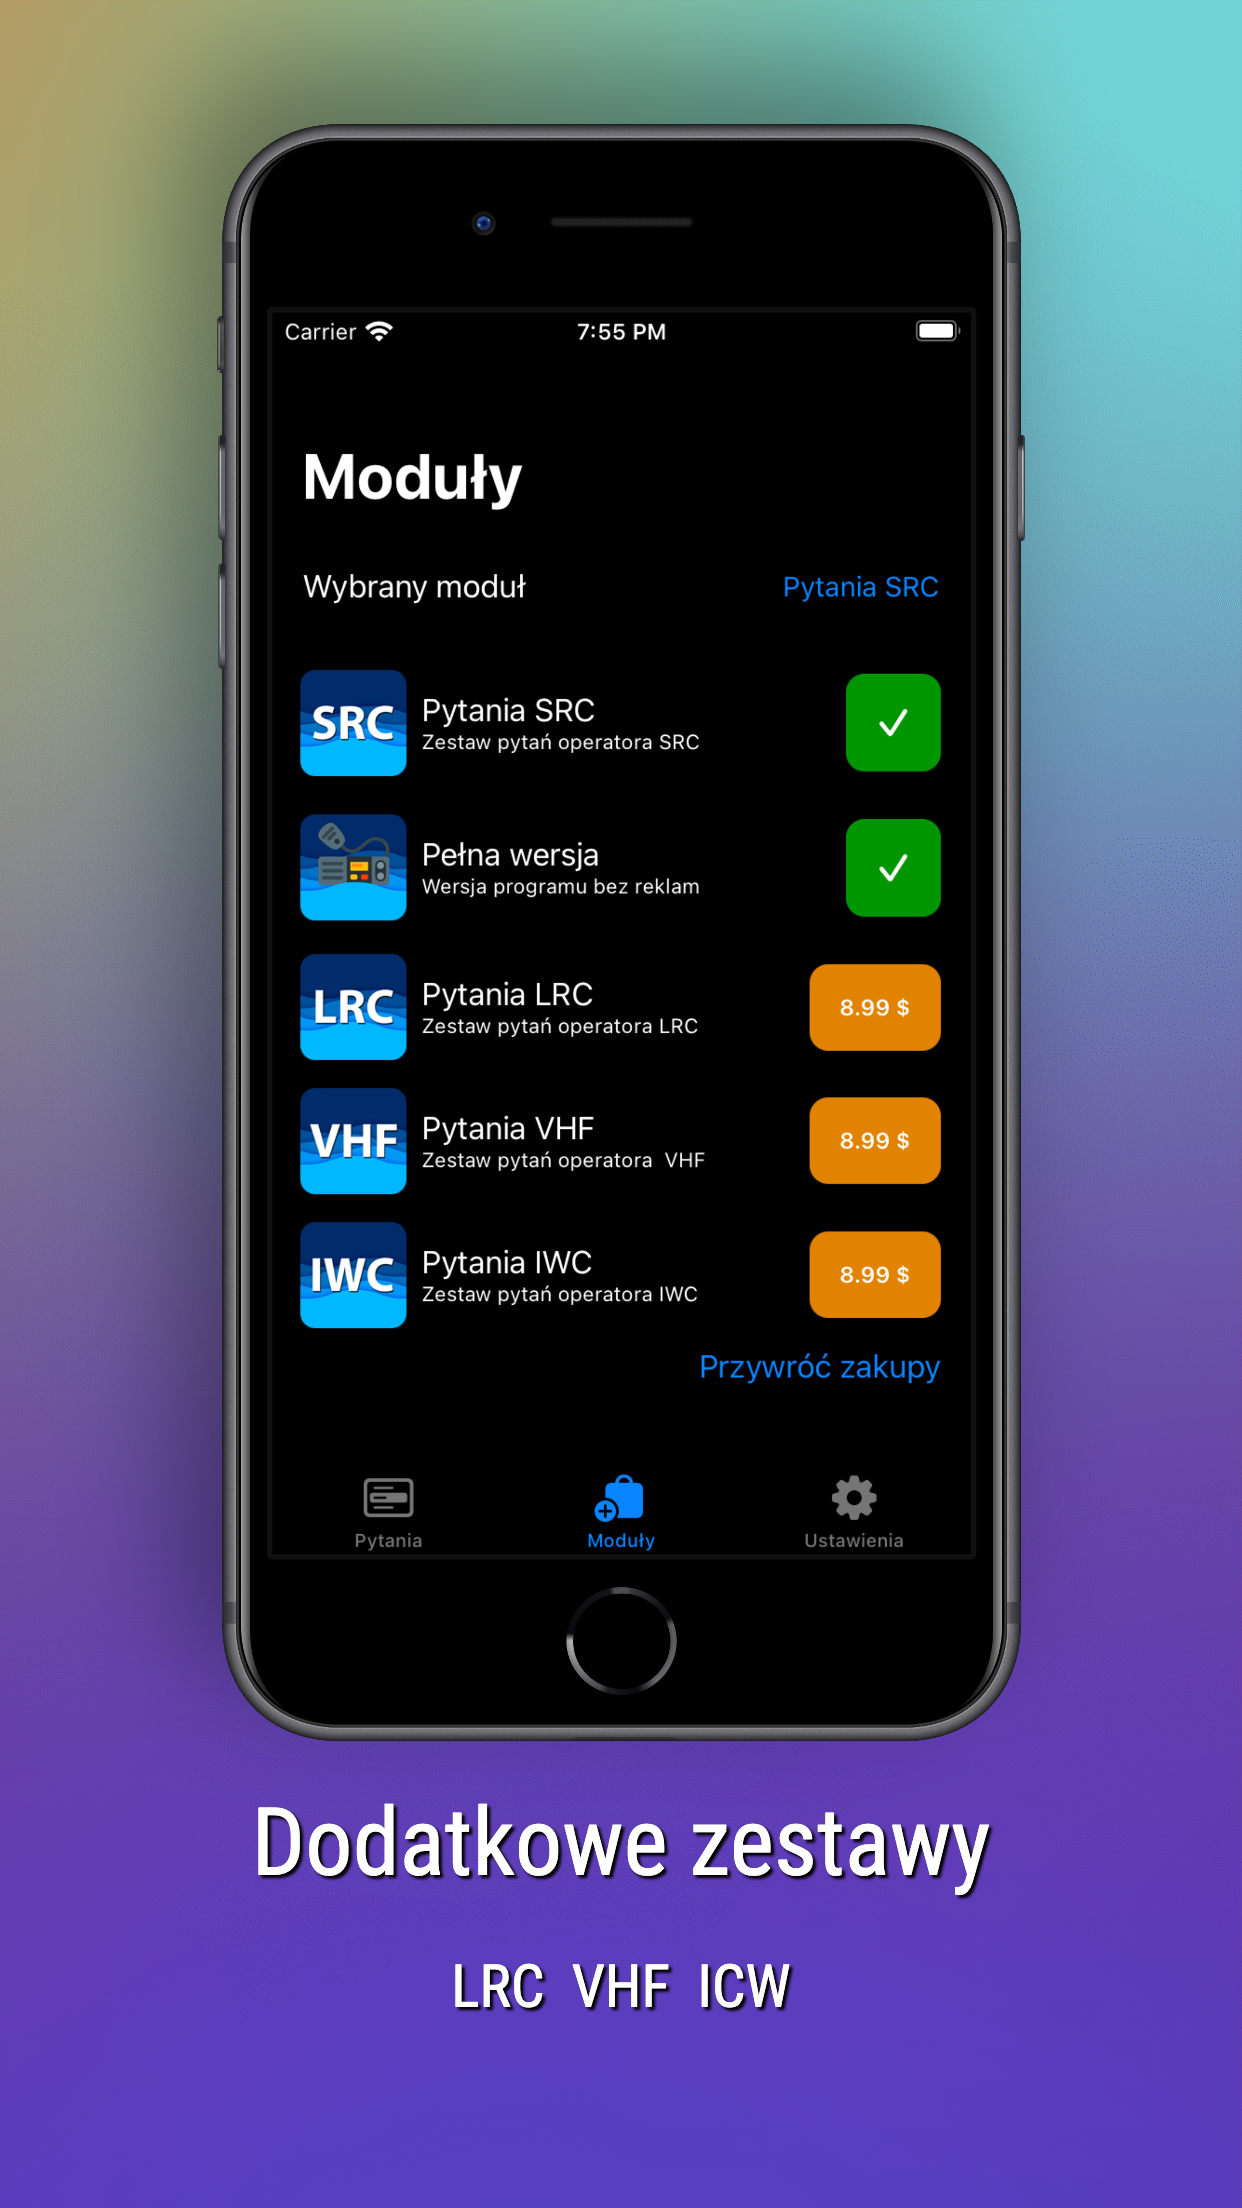 Carrier 7:55 PM
Moduły
Wybrany moduł Pytania SRC
SRC
Pytania SRC
Zestaw pytań operatora SRC
Pełna wersja
Wersja programu bez reklam
LRC
Pytania LRC
Zestaw pytań operatora LRC
8.99 $
VHF
Pytania VHF
Zestaw pytań operatora  VHF
8.99 $
IWC
Pytania IWC
Zestaw pytań operatora IWC
8.99 $
Przywróć zakupy
Pytania Moduły Ustawienia
Dodatkowe zestawy
LRC VHF ICW